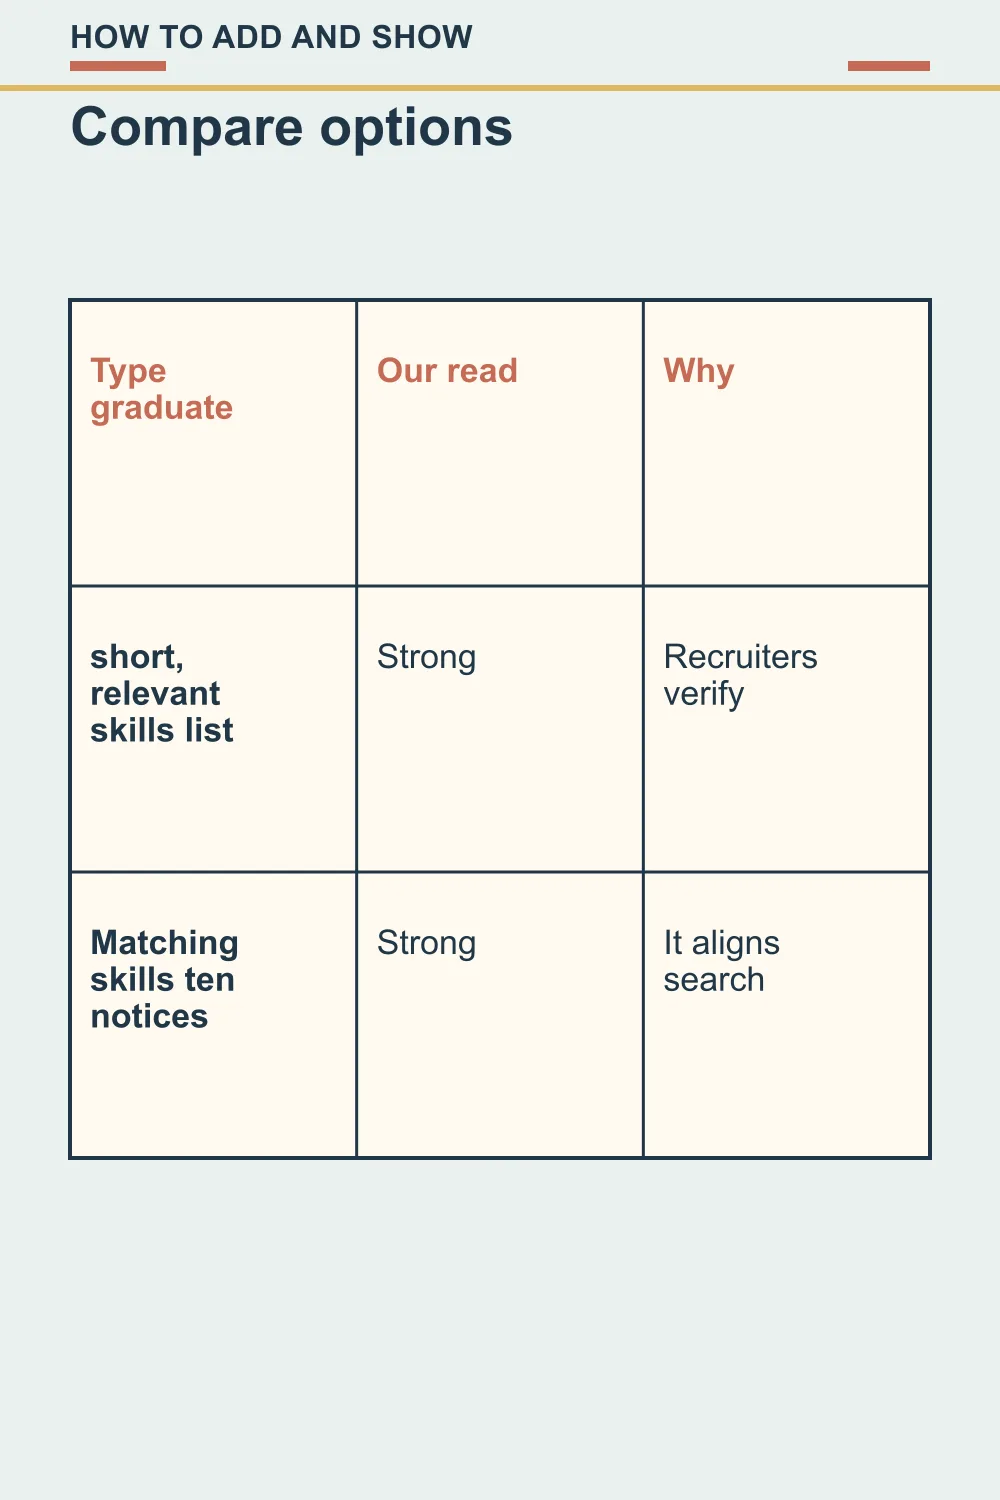 HOW TO ADD AND SHOW
Compare options
Type
graduate
Our read
Why
short,
relevant
skills list
Strong
Recruiters
verify
Matching
skills ten
notices
Strong
It aligns
search